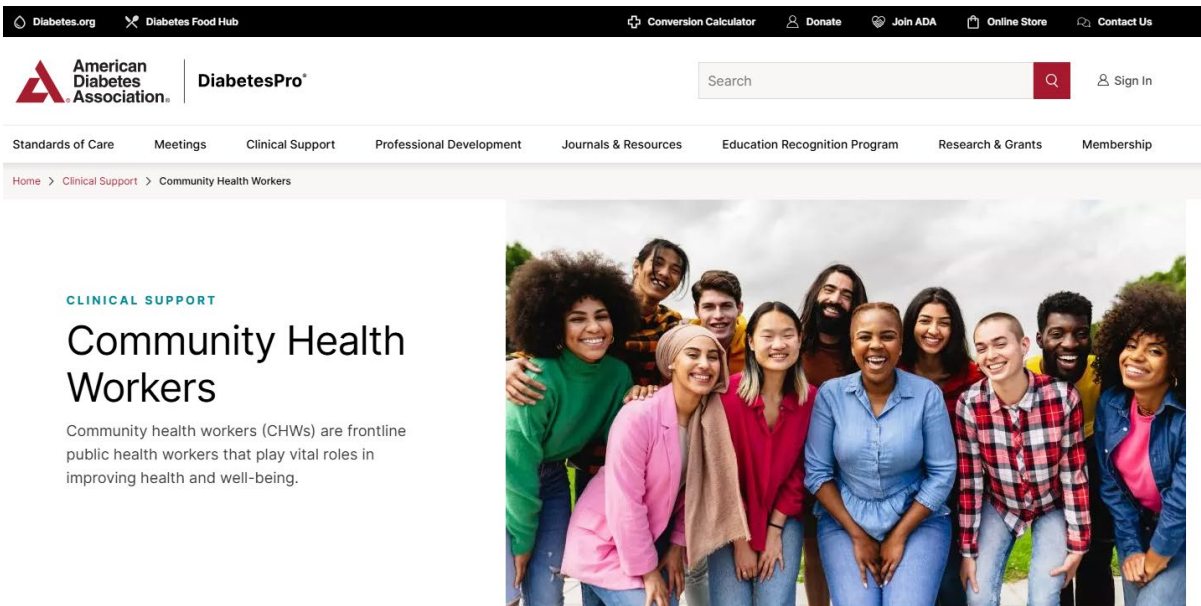 Diabetes.org Diabetes Food Hub Conversion Calculator Donate Join ADA Online Store Contact Us
American
Diabetes
Association®
DiabetesPro®
Search
Sign In
Standards of Care Meetings Clinical Support Professional Development Journals & Resources Education Recognition Program Research & Grants Membership
Home > Clinical Support > Community Health Workers
CLINICAL SUPPORT
Community Health
Workers
Community health workers (CHWs) are frontline
public health workers that play vital roles in
improving health and well-being.